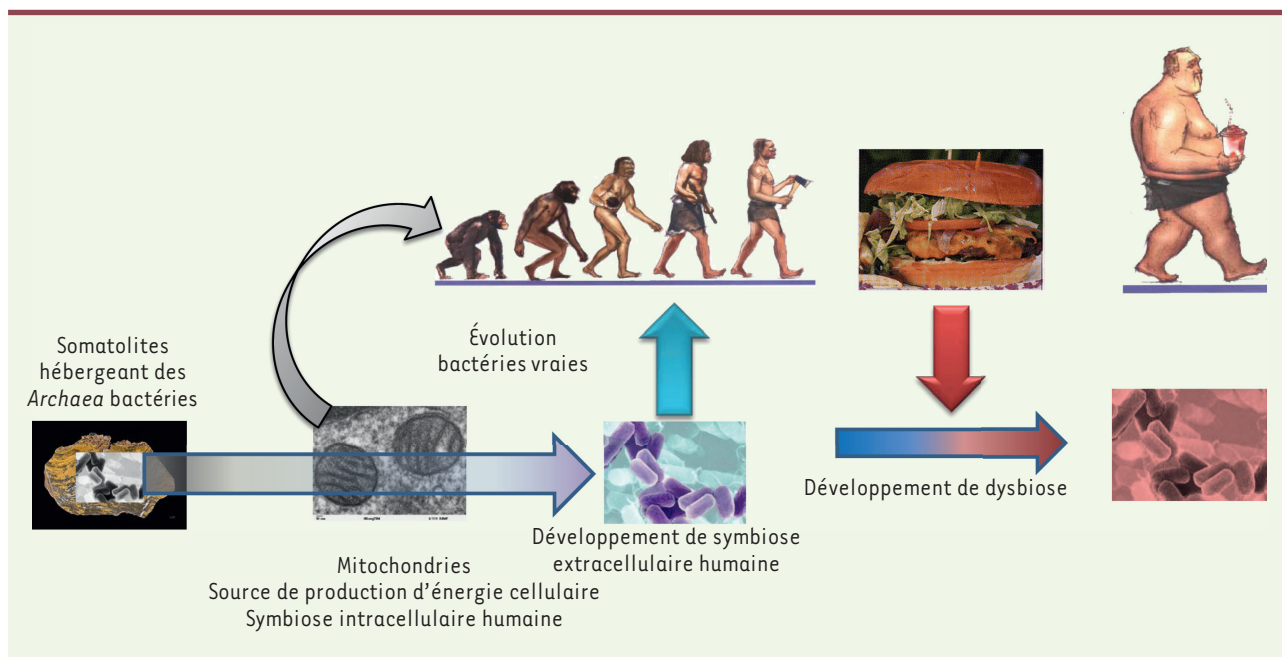 Somatolites
hébergeant des
Archaea bactéries
Évolution
bactéries vraies
Mitochondries
Source de production d’énergie cellulaire
Symbiose intracellulaire humaine
Développement de symbiose
extracellulaire humaine
Développement de dysbiose